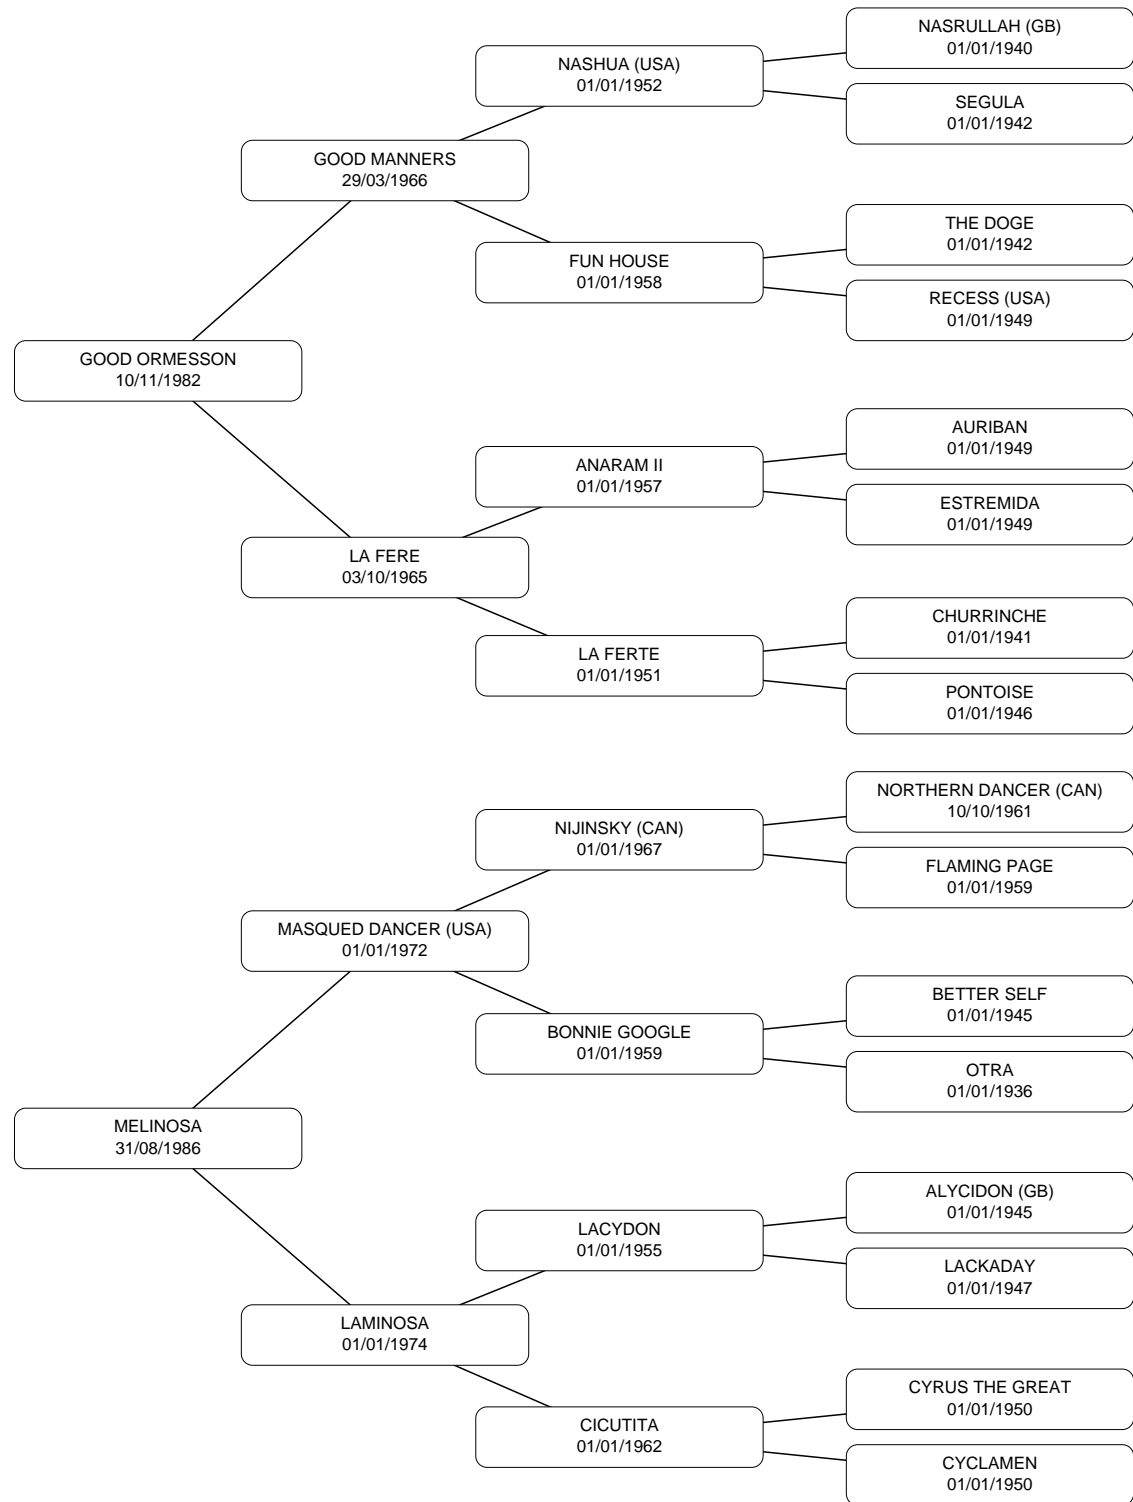 NASRULLAH (GB)
01/01/1940
NASHUA (USA)
01/01/1952
SEGULA
01/01/1942
GOOD MANNERS
29/03/1966
THE DOGE
01/01/1942
FUN HOUSE
01/01/1958
RECESS (USA)
01/01/1949
GOOD ORMESSON
10/11/1982
AURIBAN
01/01/1949
ANARAM II
01/01/1957
ESTREMIDA
01/01/1949
LA FERE
03/10/1965
CHURRINCHE
01/01/1941
LA FERTE
01/01/1951
PONTOISE
01/01/1946
NORTHERN DANCER (CAN)
10/10/1961
NIJINSKY (CAN)
01/01/1967
FLAMING PAGE
01/01/1959
MASQUED DANCER (USA)
01/01/1972
BETTER SELF
01/01/1945
BONNIE GOOGLE
01/01/1959
OTRA
01/01/1936
MELINOSA
31/08/1986
ALYCIDON (GB)
01/01/1945
LACYDON
01/01/1955
LACKADAY
01/01/1947
LAMINOSA
01/01/1974
CYRUS THE GREAT
01/01/1950
CICUTITA
01/01/1962
CYCLAMEN
01/01/1950